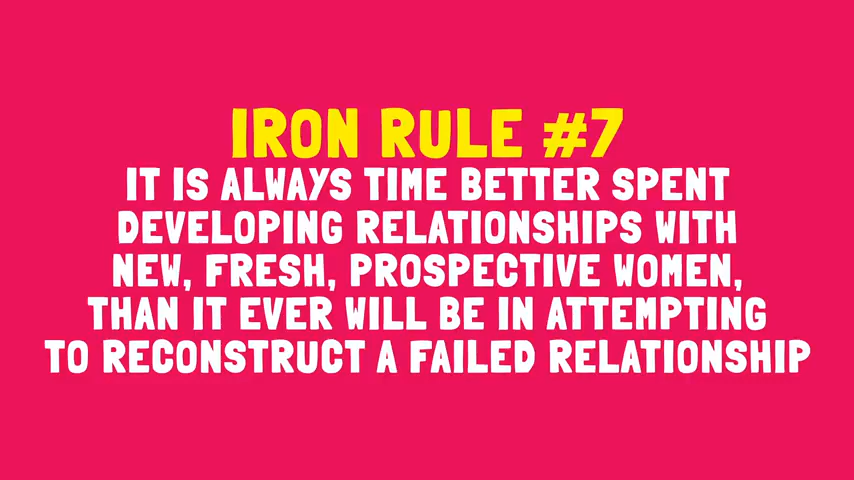 IRON RULE #7
IT IS ALWAYS TIME BETTER SPENT
DEVELOPING RELATIONSHIPS WITH
NEW, FRESH, PROSPECTIVE WOMEN,
THAN IT EVER WILL BE IN ATTEMPTING
TO RECONSTRUCT A FAILED RELATIONSHIP